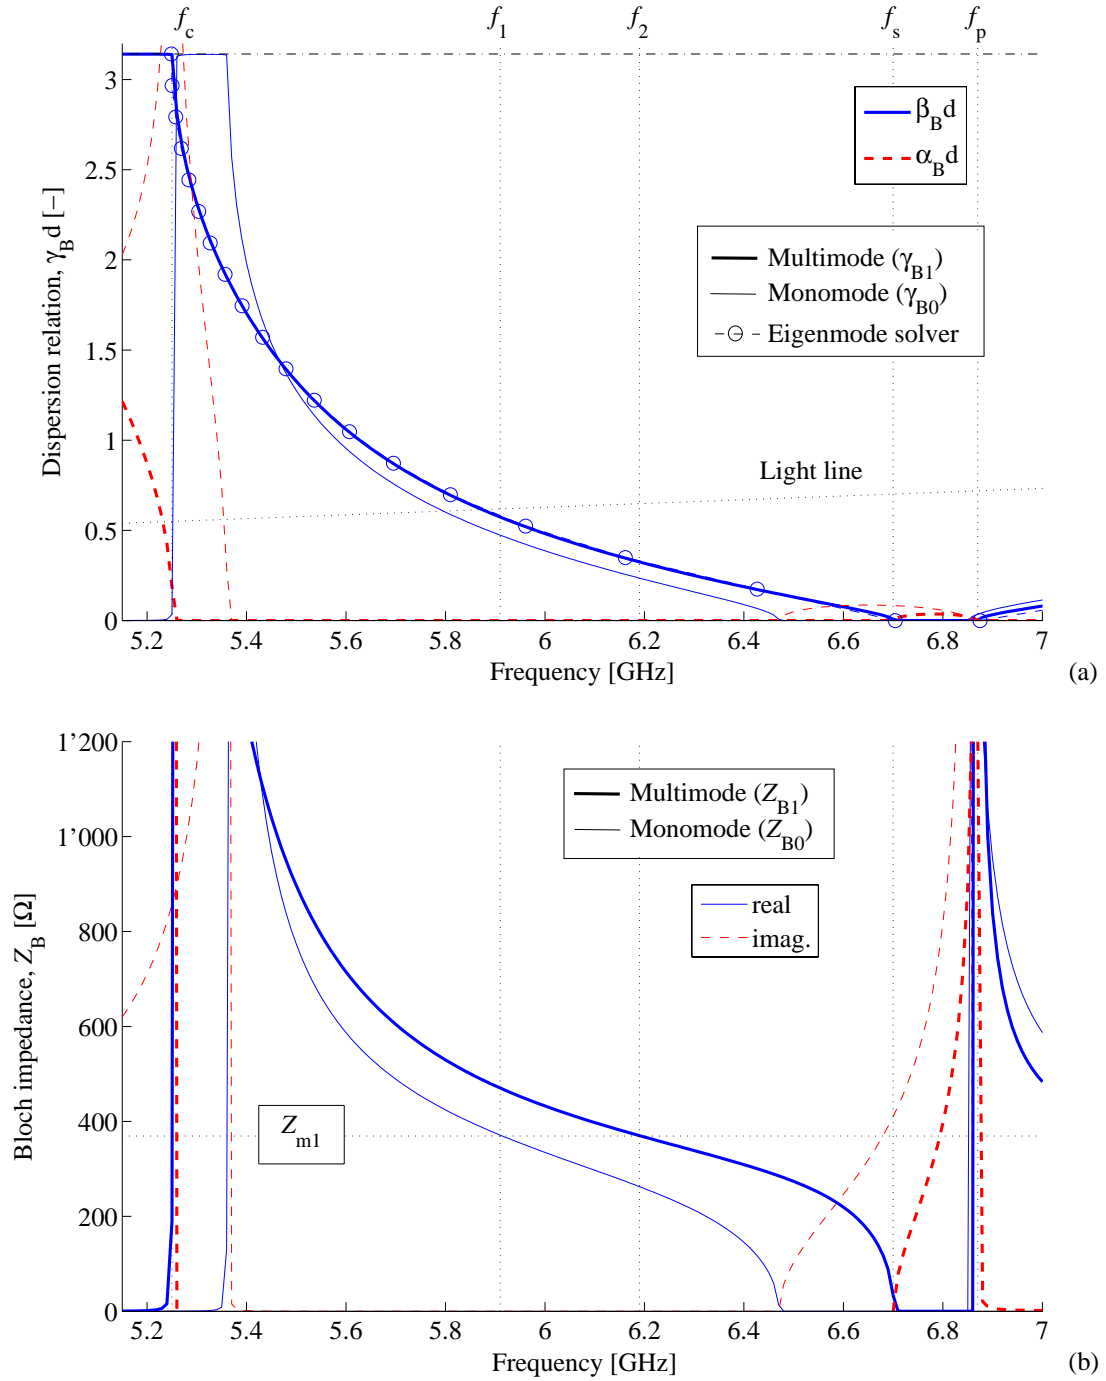 f_c f_1 f_2 f_s f_p
3
2.5
2
1.5
1
0.5
0
Dispersion relation, γ_B d [−]
β_B d
α_B d
Multimode (γ_B1)
Monomode (γ_B0)
Eigenmode solver
Light line
5.2 5.4 5.6 5.8 6 6.2 6.4 6.6 6.8 7
Frequency [GHz]
(a)
1'200
1'000
800
600
400
200
0
Bloch impedance, Z_B [Ω]
Multimode (Z_B1)
Monomode (Z_B0)
real
imag.
Z_m1
5.2 5.4 5.6 5.8 6 6.2 6.4 6.6 6.8 7
Frequency [GHz]
(b)